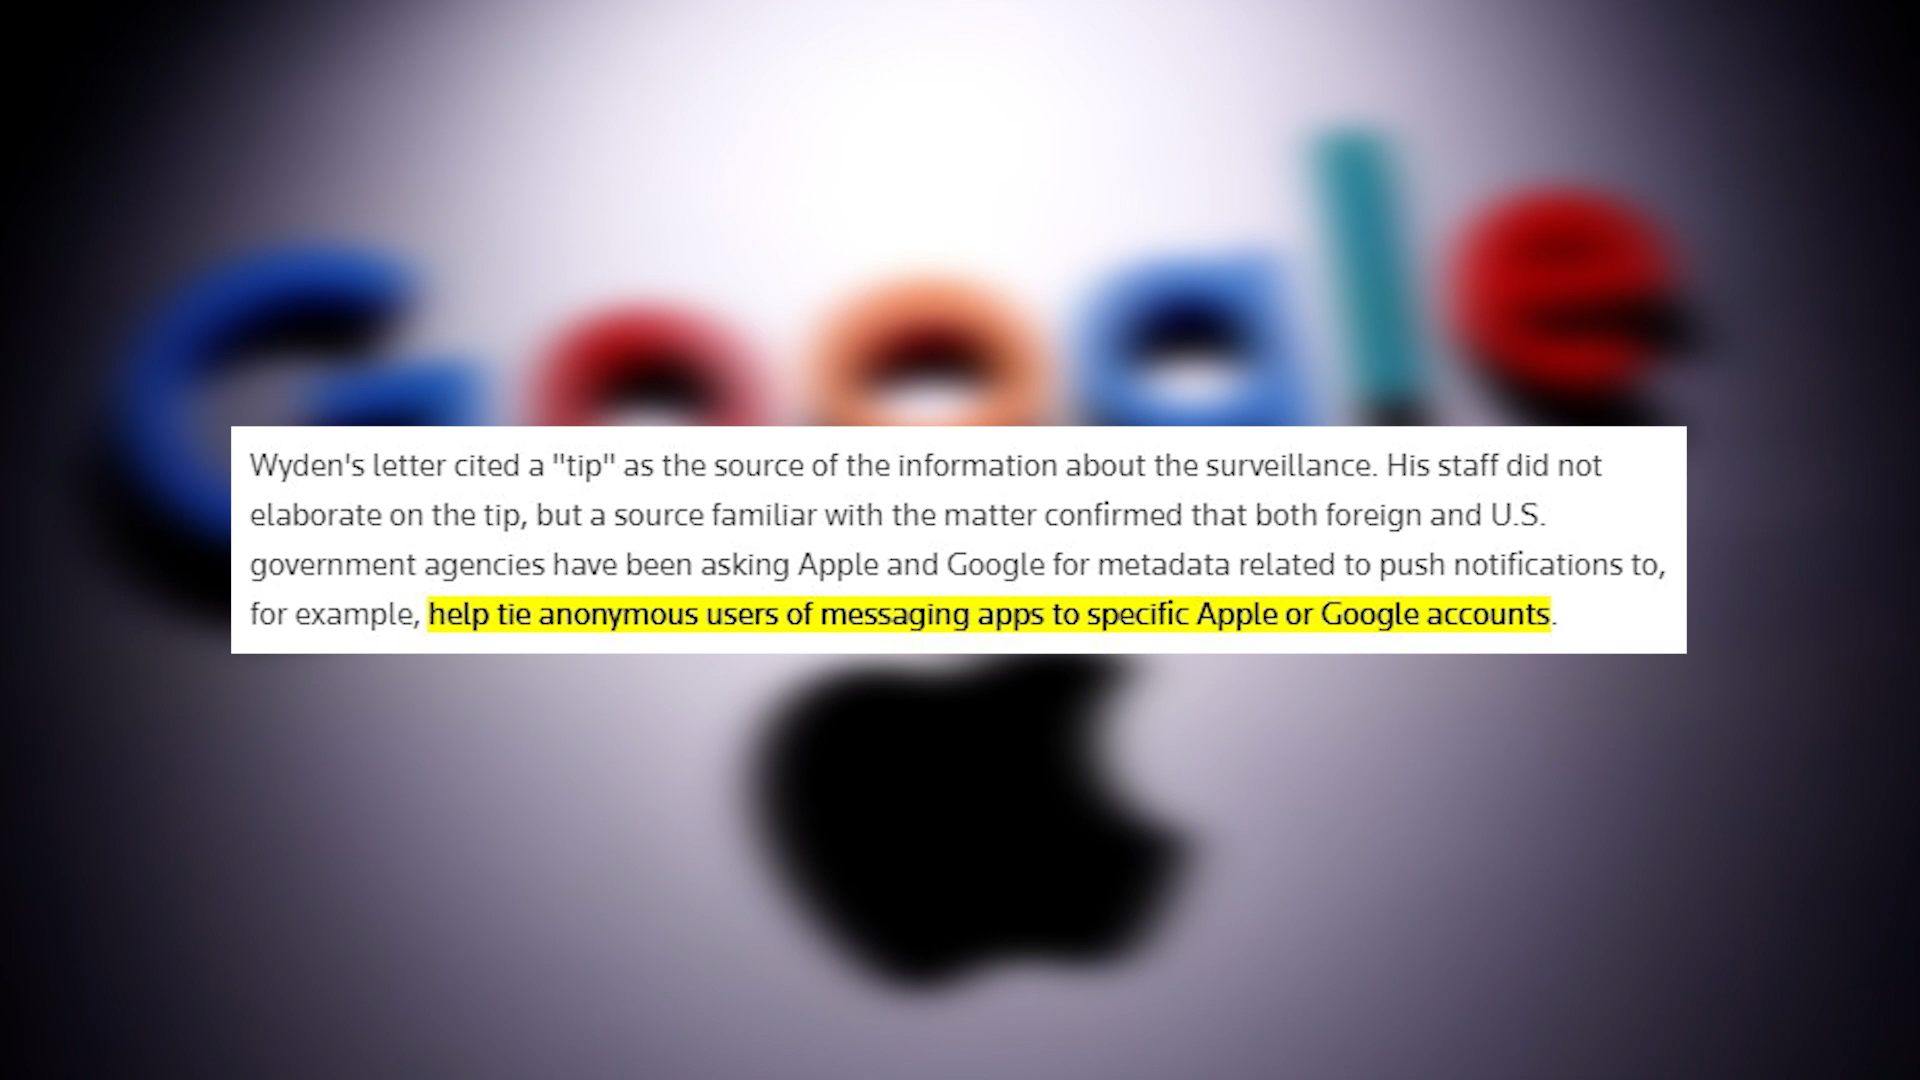 Google
Wyden's letter cited a "tip" as the source of the information about the surveillance. His staff did not
elaborate on the tip, but a source familiar with the matter confirmed that both foreign and U.S.
government agencies have been asking Apple and Google for metadata related to push notifications to,
for example, help tie anonymous users of messaging apps to specific Apple or Google accounts.